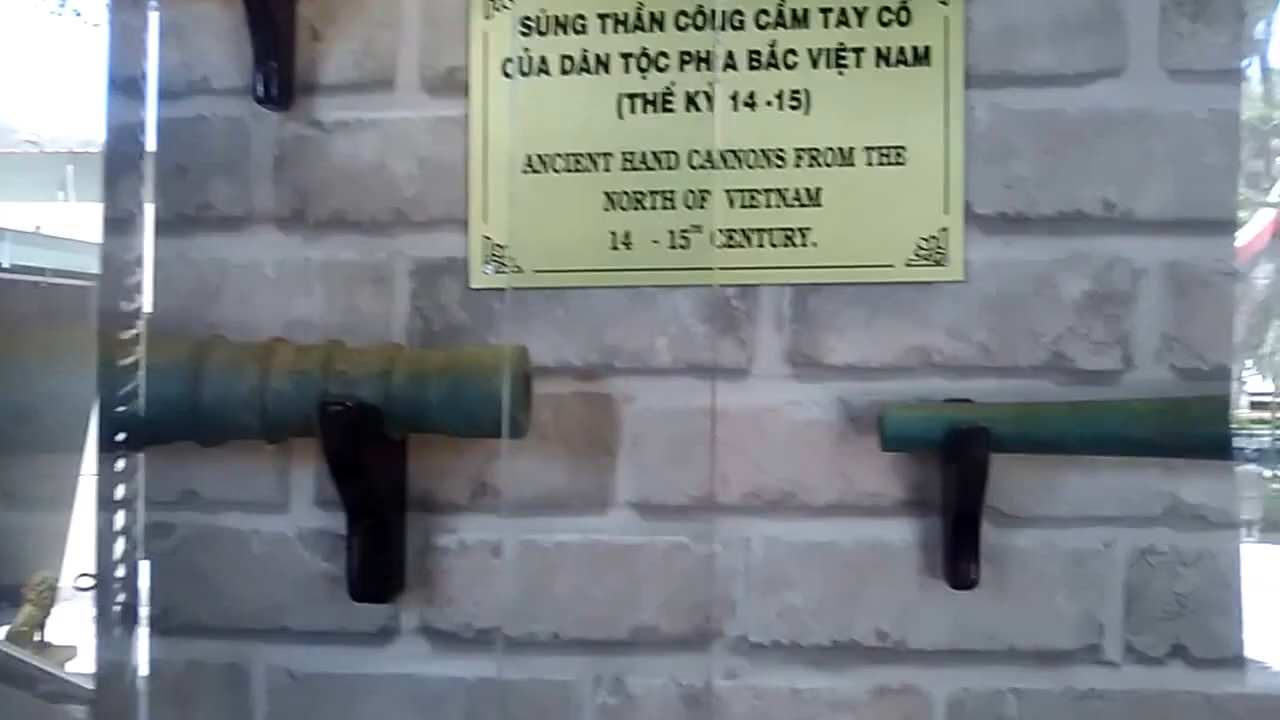 SÚNG THẦN CÔNG CẦM TAY CỔ
CỦA DÂN TỘC PHÍA BẮC VIỆT NAM
(THẾ KỶ 14 -15)
ANCIENT HAND CANNONS FROM THE
NORTH OF VIETNAM
14 - 15TH CENTURY.